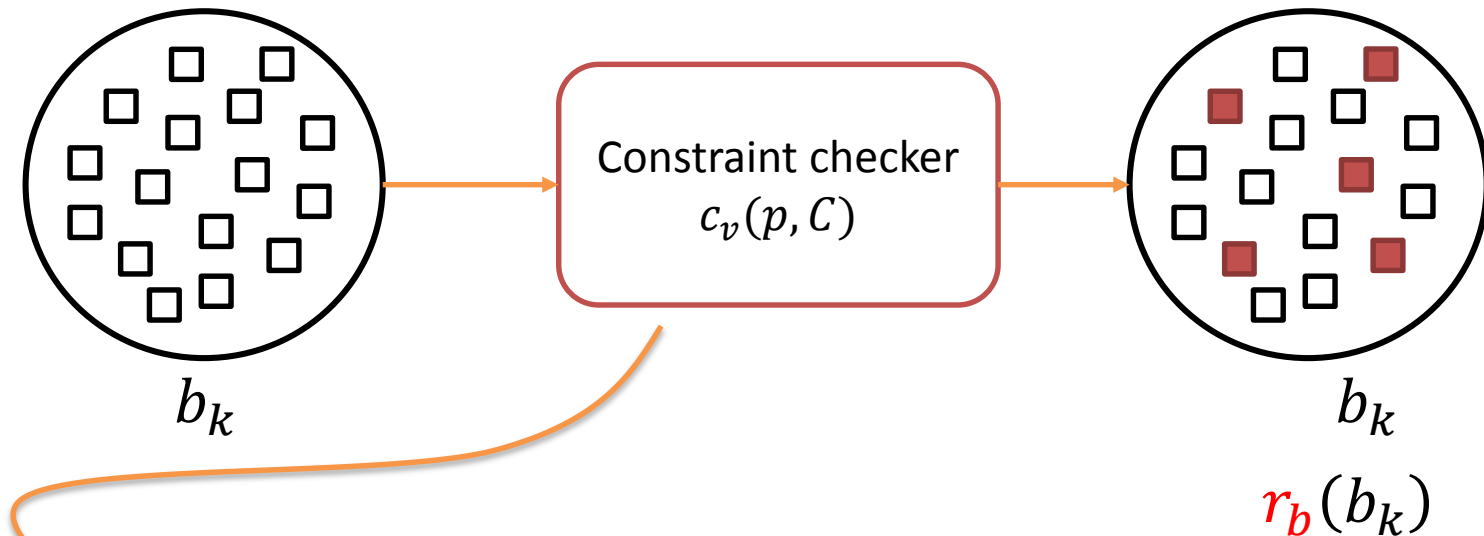 Constraint checker
$c_v(p, C)$
$b_k$
$b_k$
$r_b(b_k)$